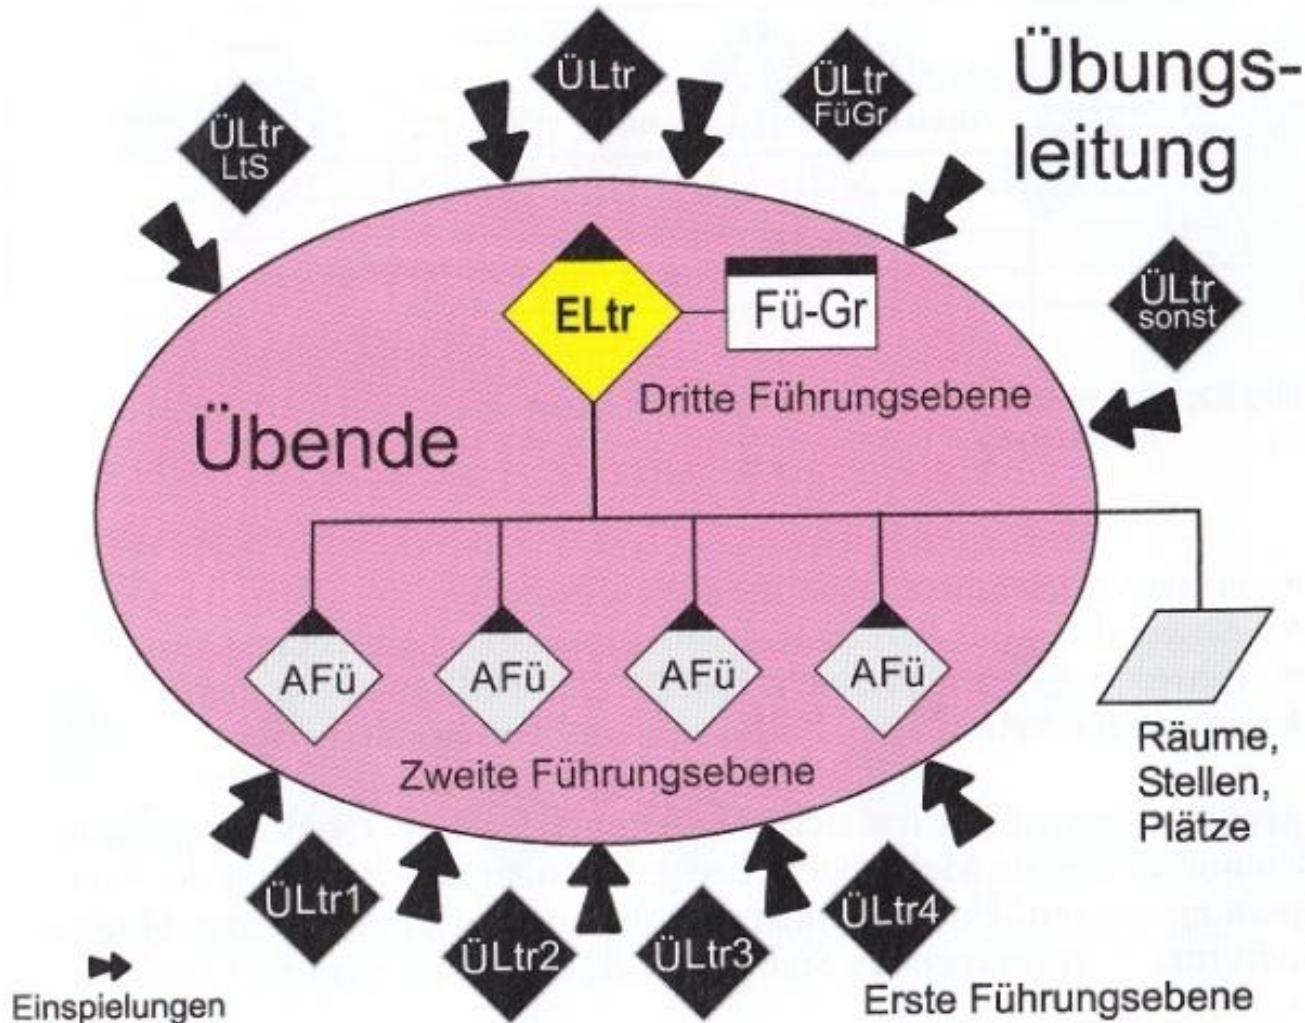 ÜLtr
ÜLtr
FüGr
Übungs-
leitung
ÜLtr
LtS
ÜLtr
sonst
ELtr
Fü-Gr
Dritte Führungsebene
Übende
AFü
AFü
AFü
AFü
Zweite Führungsebene
Räume,
Stellen,
Plätze
ÜLtr1
ÜLtr2
ÜLtr3
ÜLtr4
Einspielungen
Erste Führungsebene